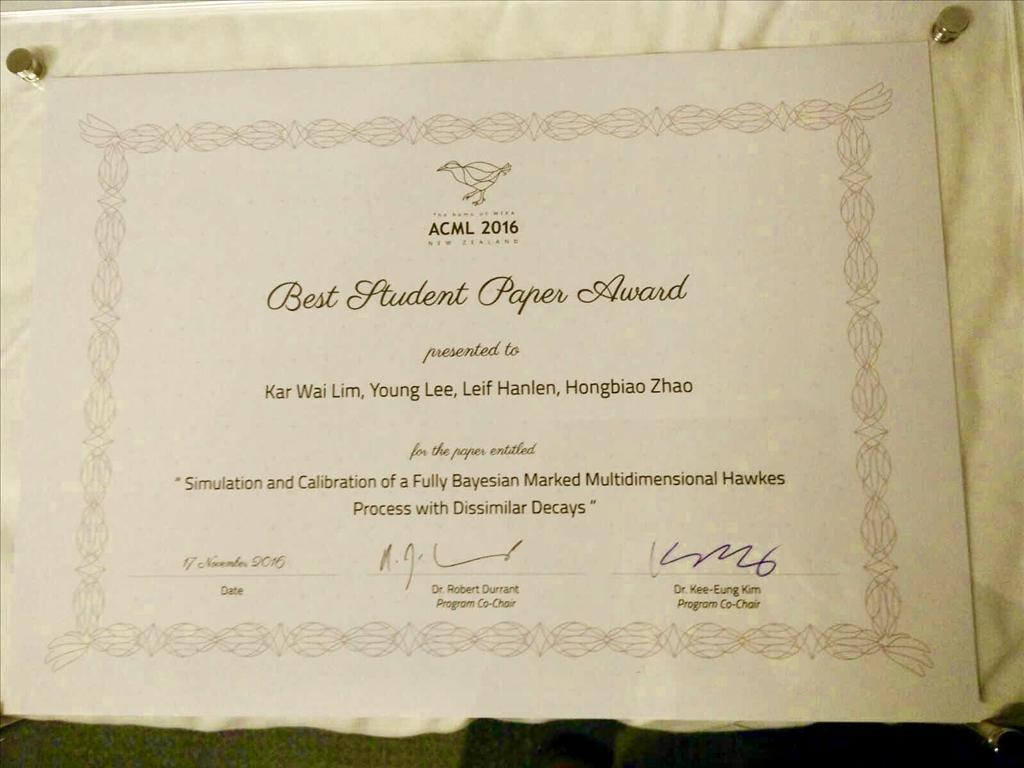 The home of WEKA
ACML 2016
NEW ZEALAND
Best Student Paper Award
presented to
Kar Wai Lim, Young Lee, Leif Hanlen, Hongbiao Zhao
for the paper entitled
“ Simulation and Calibration of a Fully Bayesian Marked Multidimensional Hawkes
Process with Dissimilar Decays ”
17 November 2016
Date
Dr. Robert Durrant
Program Co-Chair
Dr. Kee-Eung Kim
Program Co-Chair